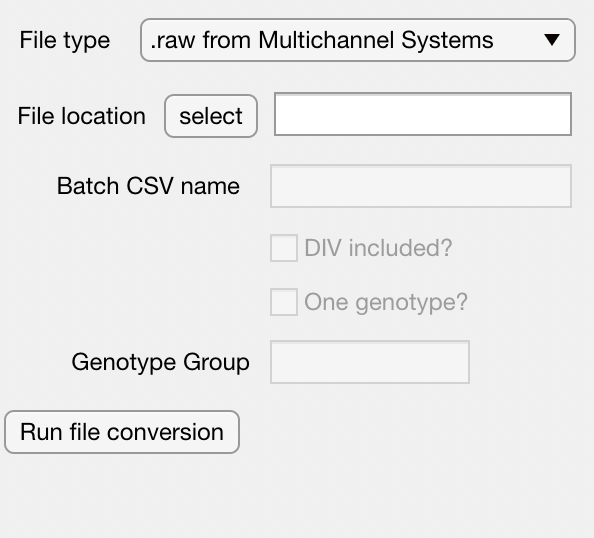 File type .raw from Multichannel Systems
File location select
Batch CSV name
DIV included?
One genotype?
Genotype Group
Run file conversion